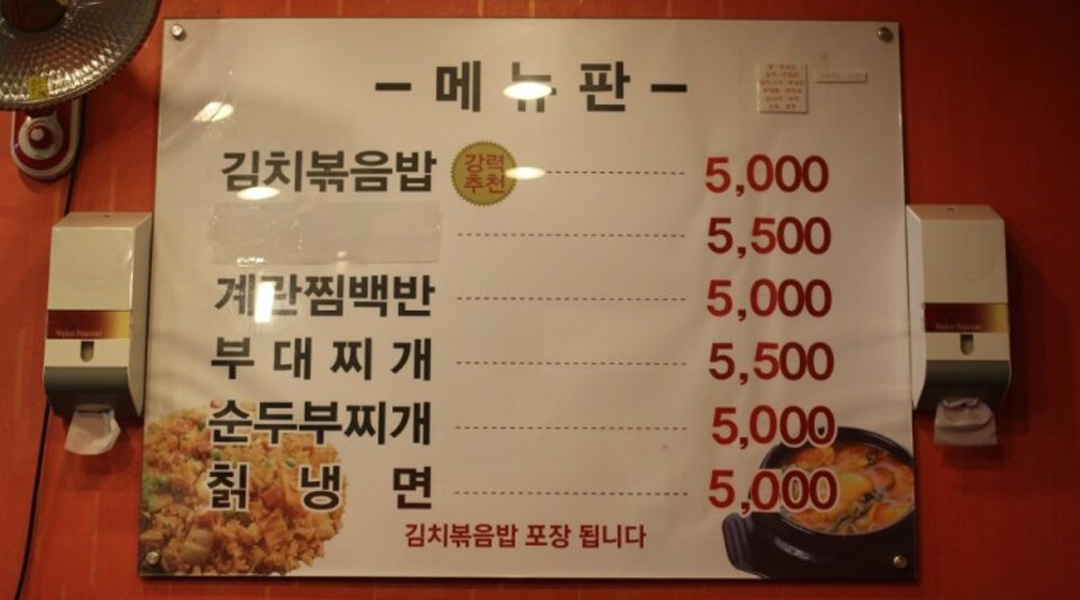 - 메뉴판 -
김치볶음밥 강력추천 5,000
5,500
계란찜백반 5,000
부대찌개 5,500
순두부찌개 5,000
칡냉면 5,000
김치볶음밥 포장 됩니다